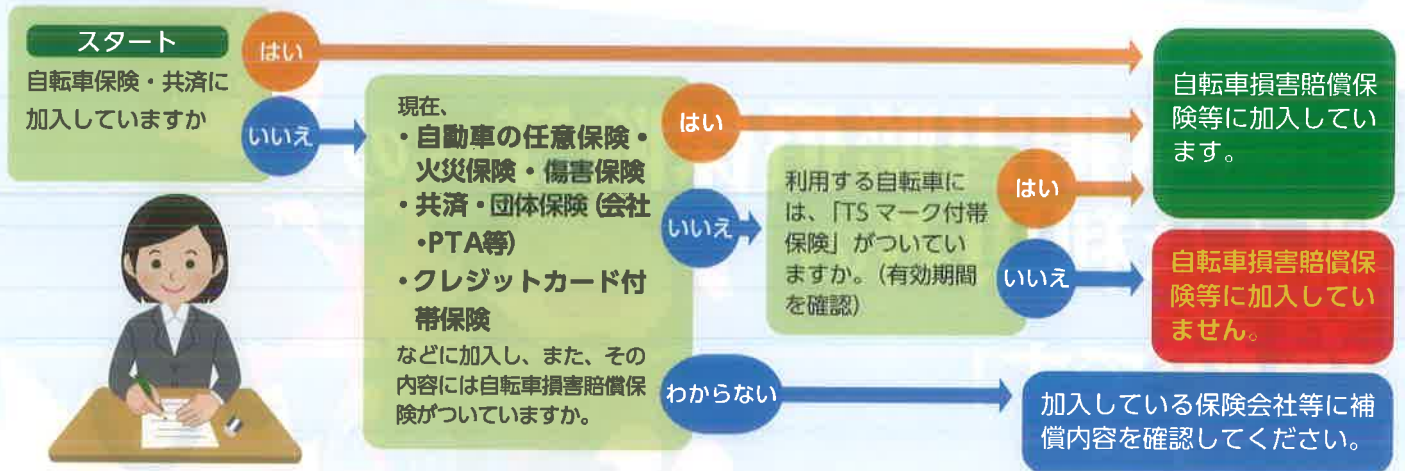 スタート
自転車保険・共済に
加入していますか
はい
いいえ
現在、
・自動車の任意保険・
火災保険・傷害保険
・共済・団体保険(会社
・PTA等)
・クレジットカード付
帯保険
などに加入し、また、その
内容には自転車損害賠償保
険がついていますか。
はい
いいえ
わからない
利用する自転車に
は、「TSマーク付帯
保険」がついてい
ますか。(有効期間
を確認)
はい
いいえ
自転車損害賠償保
険等に加入してい
ます。
自転車損害賠償保
険等に加入してい
ません。
加入している保険会社等に補
償内容を確認してください。